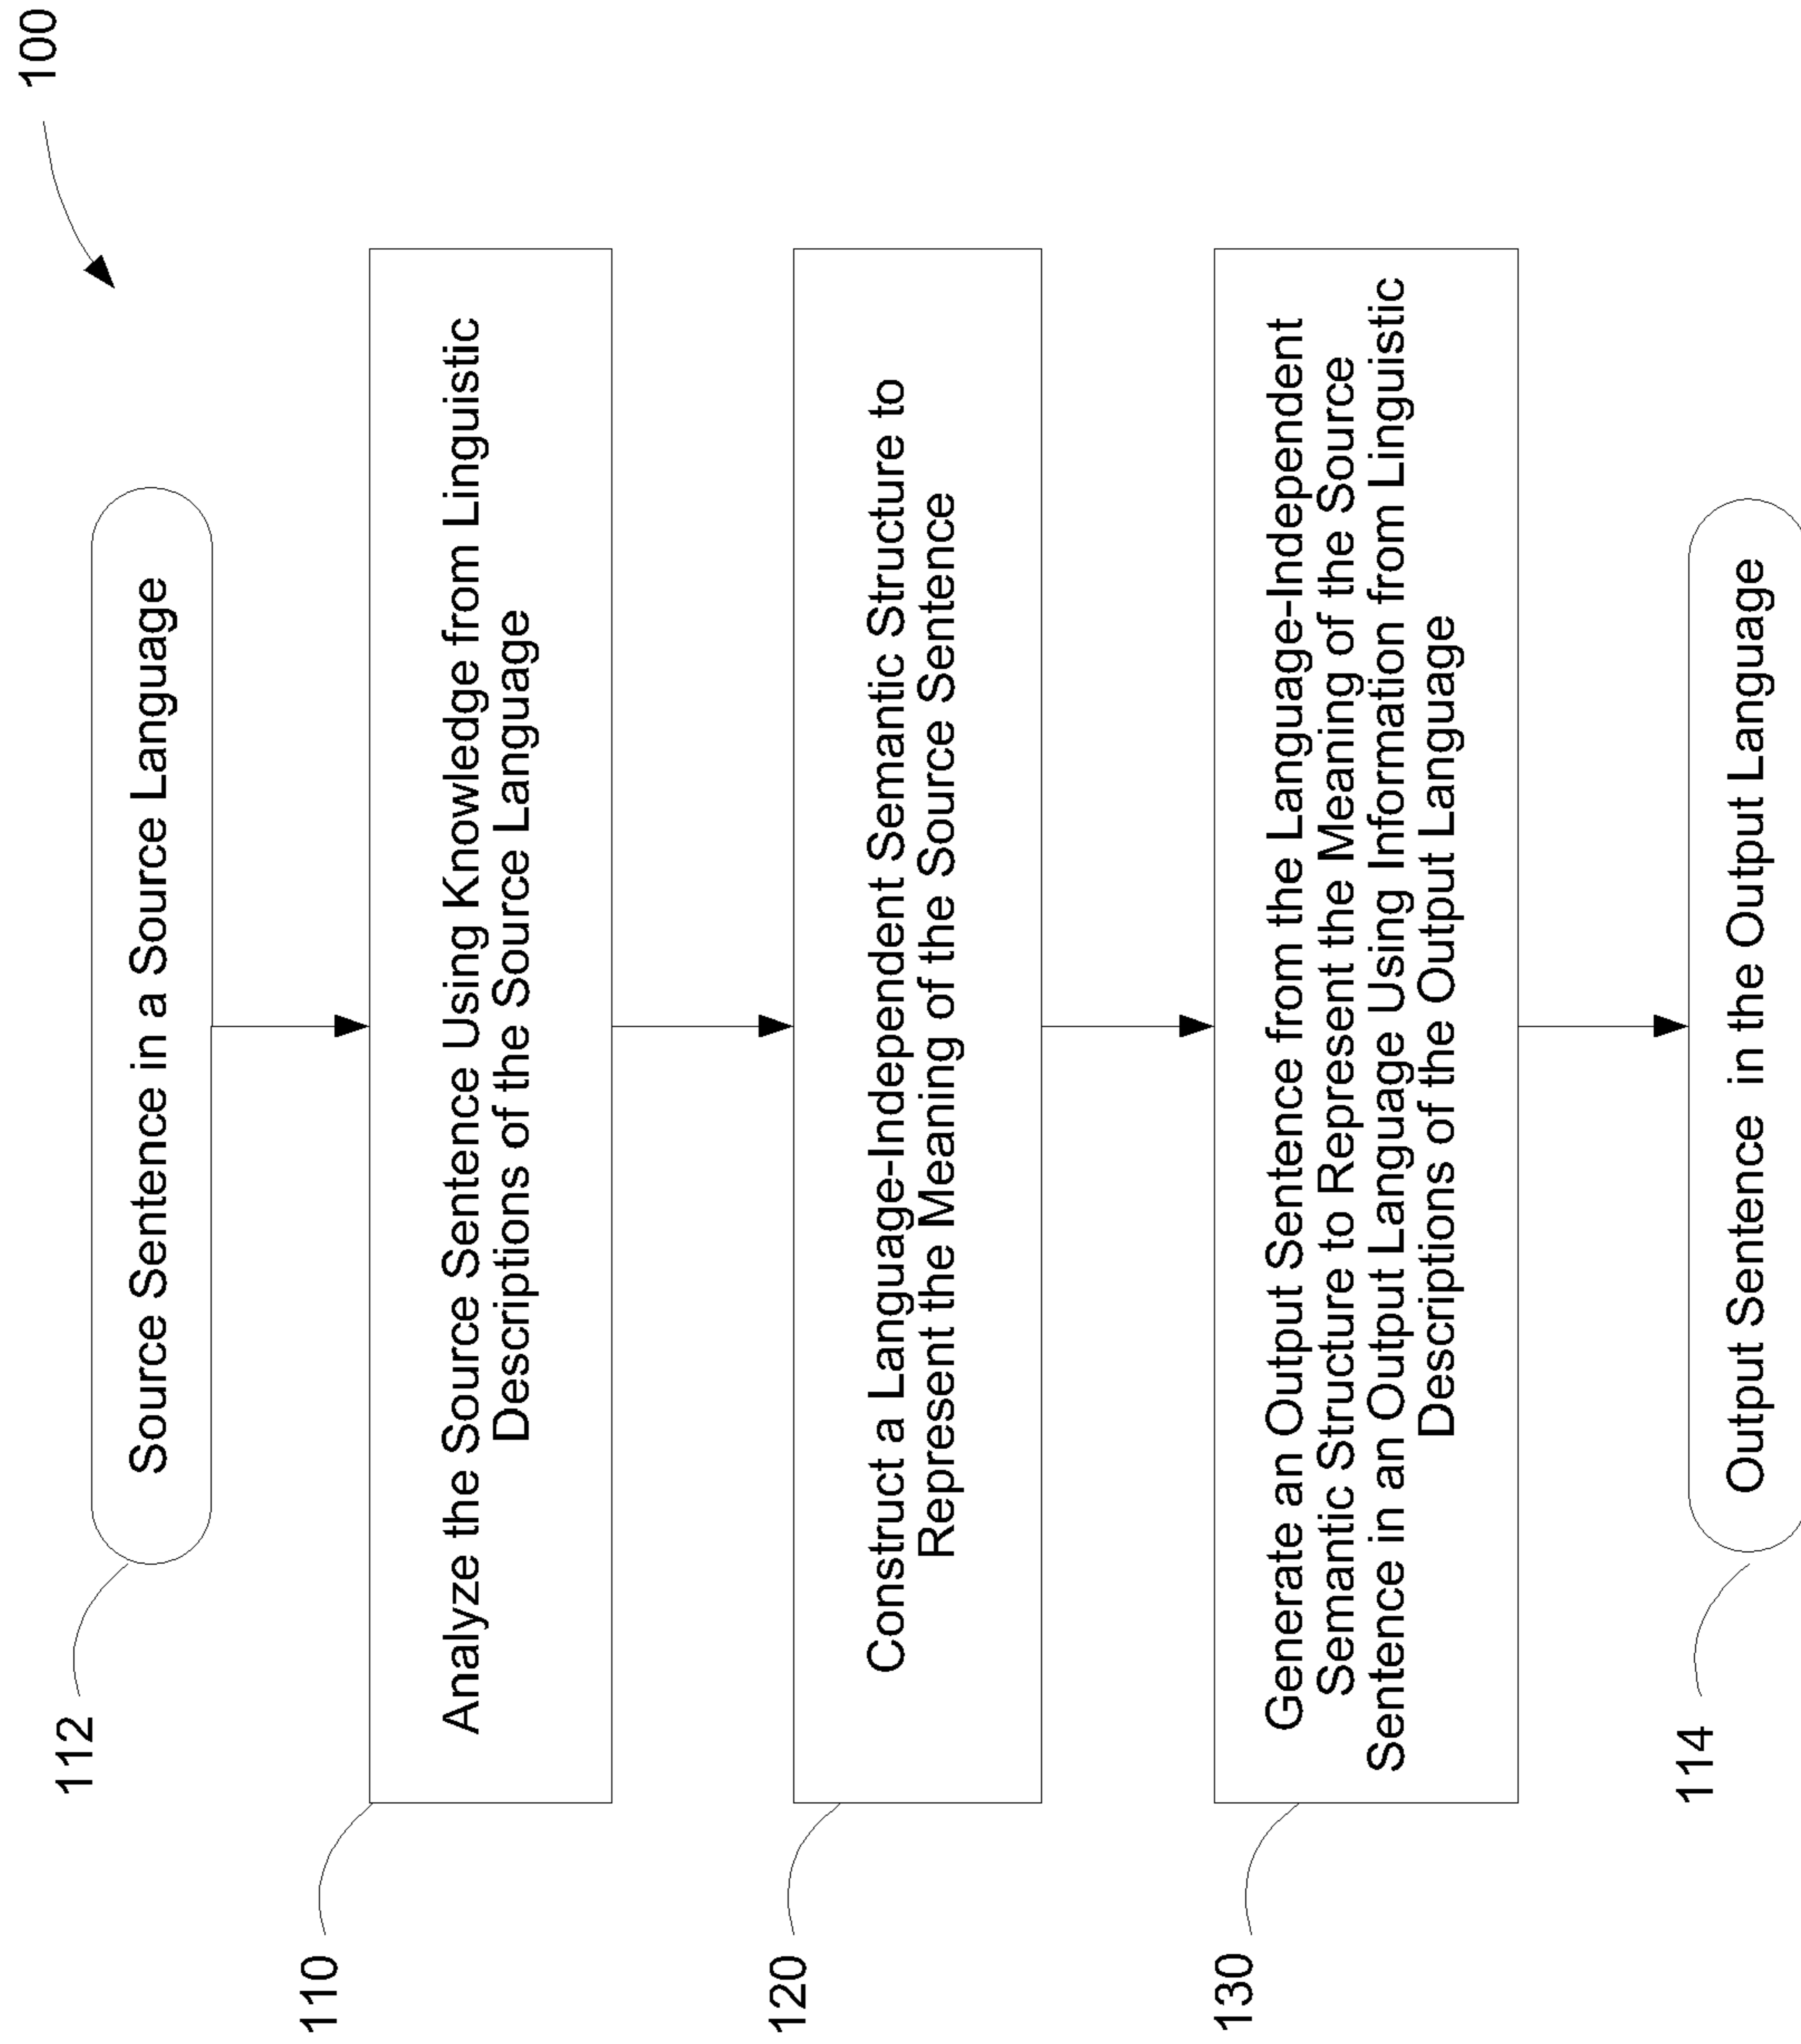 100
112
Source Sentence in a Source Language
110
Analyze the Source Sentence Using Knowledge from Linguistic
Descriptions of the Source Language
120
Construct a Language-Independent Semantic Structure to
Represent the Meaning of the Source Sentence
130
Generate an Output Sentence from the Language-Independent
Semantic Structure to Represent the Meaning of the Source
Sentence in an Output Language Using Information from Linguistic
Descriptions of the Output Language
114
Output Sentence in the Output Language